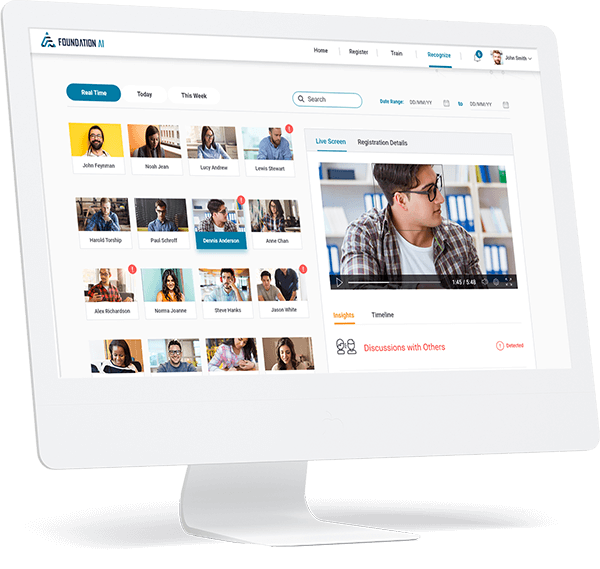 FOUNDATION AI
Home Register Train Recognize 6 John Smith
Real Time Today This Week
Search
Date Range: DD/MM/YY to DD/MM/YY
John Feynman Noah Jean Lucy Andrew Lewis Stewart
Harold Torship Paul Schroff Dennis Anderson Anne Chan
Alex Richardson Norma Joanne Steve Hanks Jason White
Live Screen Registration Details
1:45 / 5:48
Insights Timeline
Discussions with Others
Detected